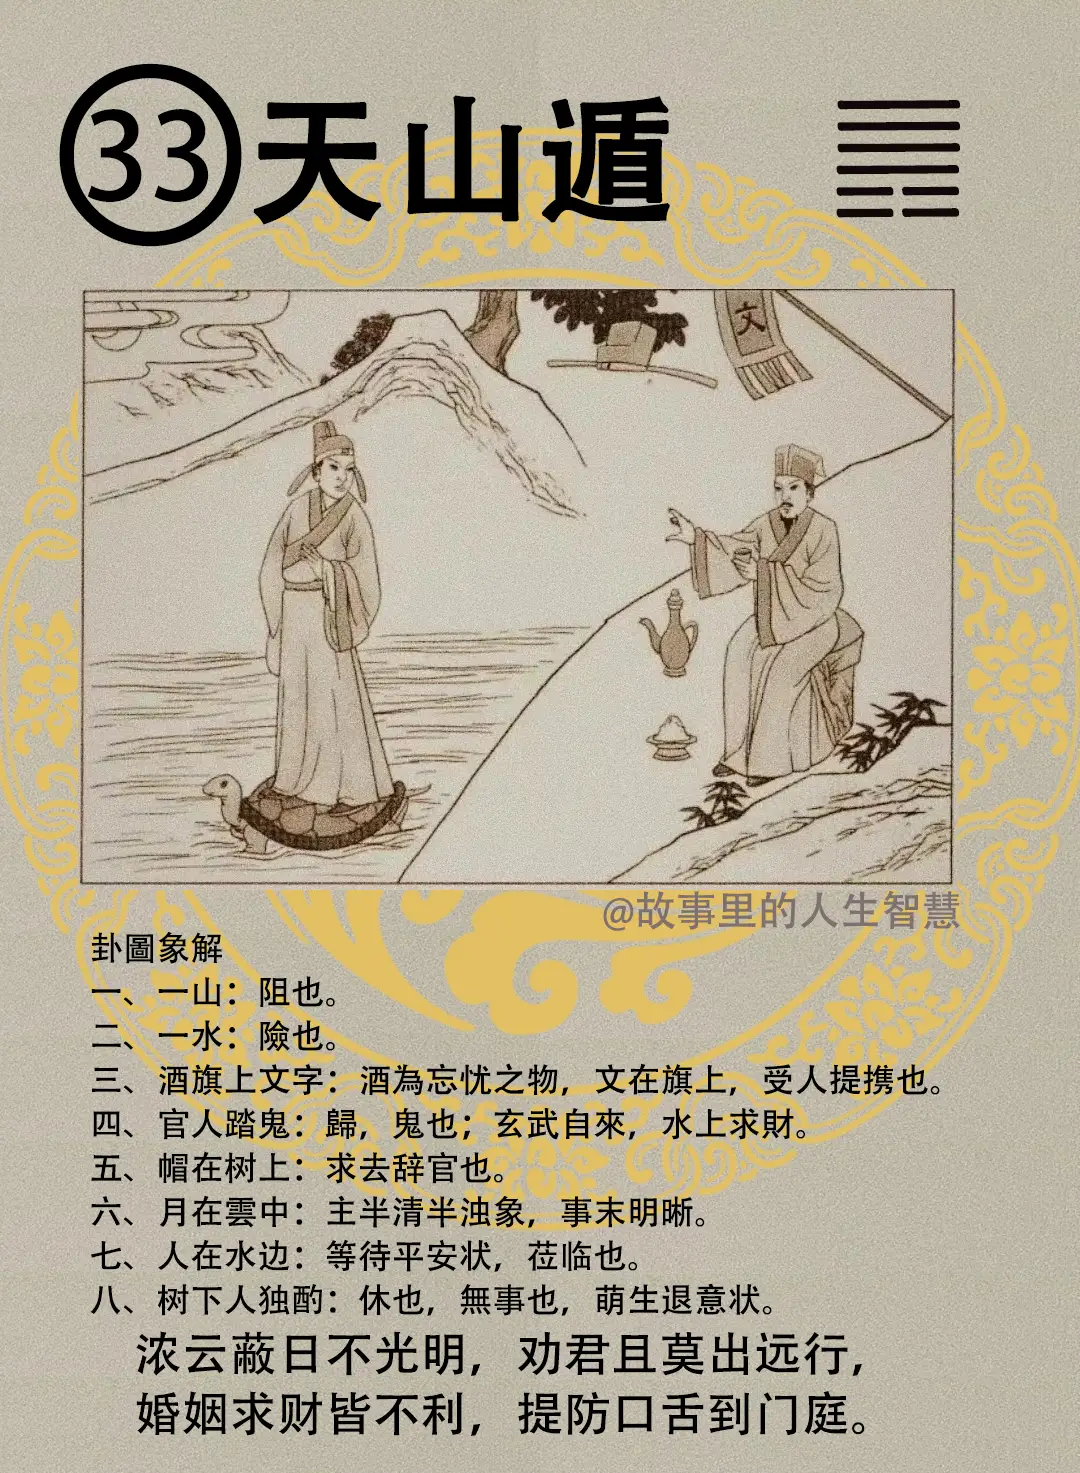 33 天山遁
文
@故事里的人生智慧
卦圖象解
一、一山：阻也。
二、一水：險也。
三、酒旗上文字：酒為忘忧之物，文在旗上，受人提携也。
四、官人踏鬼：歸，鬼也；玄武自來，水上求財。
五、帽在树上：求去辞官也。
六、月在雲中：主半清半浊象，事末明晰。
七、人在水边：等待平安状，莅临也。
八、树下人独酌：休也，無事也，萌生退意状。
浓云蔽日不光明，劝君且莫出远行，
婚姻求财皆不利，提防口舌到门庭。